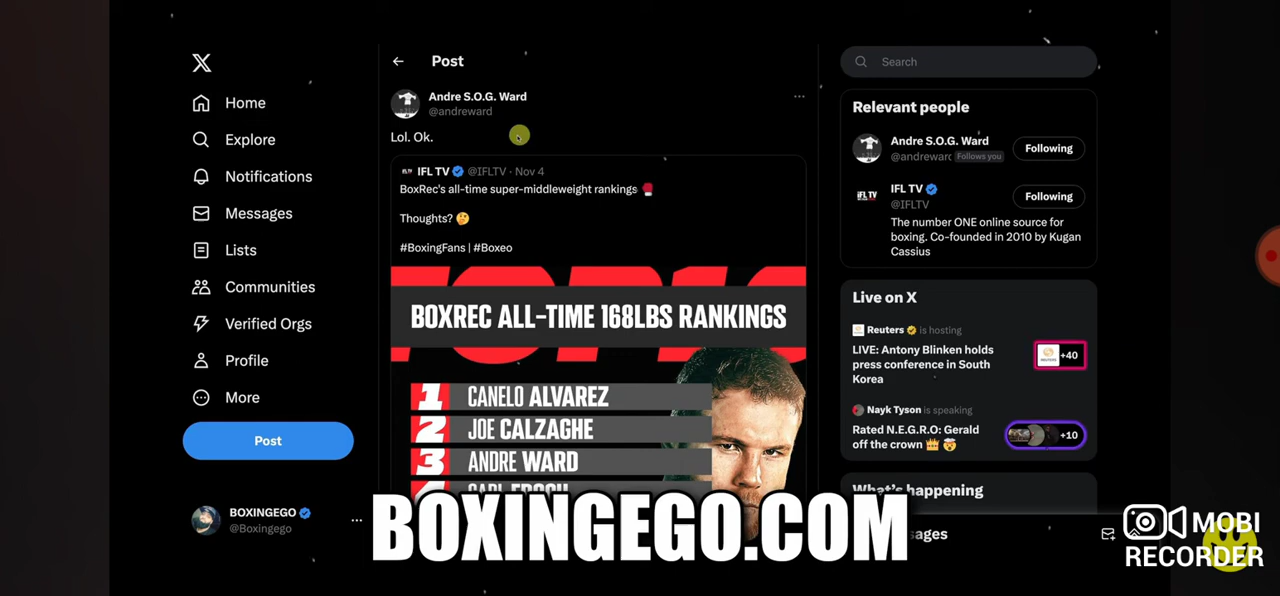 Post
Search
Home
Explore
Notifications
Messages
Lists
Communities
Verified Orgs
Profile
More
Post
BOXINGEGO
@Boxingego
Andre S.O.G. Ward
@andreward
Lol. Ok.
IFL TV @IFLTV · Nov 4
BoxRec's all-time super-middleweight rankings
Thoughts?
#BoxingFans | #Boxeo
BOXREC ALL-TIME 168LBS RANKINGS
1 CANELO ALVAREZ
2 JOE CALZAGHE
3 ANDRE WARD
BOXINGEGO.COM
Relevant people
Andre S.O.G. Ward
@andrewarc Follows you
Following
IFL TV
@IFLTV
Following
The number ONE online source for
boxing. Co-founded in 2010 by Kugan
Cassius
Live on X
Reuters is hosting
LIVE: Antony Blinken holds
press conference in South
Korea
+40
Nayk Tyson is speaking
Rated N.E.G.R.O: Gerald
off the crown
+10
What's happening
MOBI
RECORDER